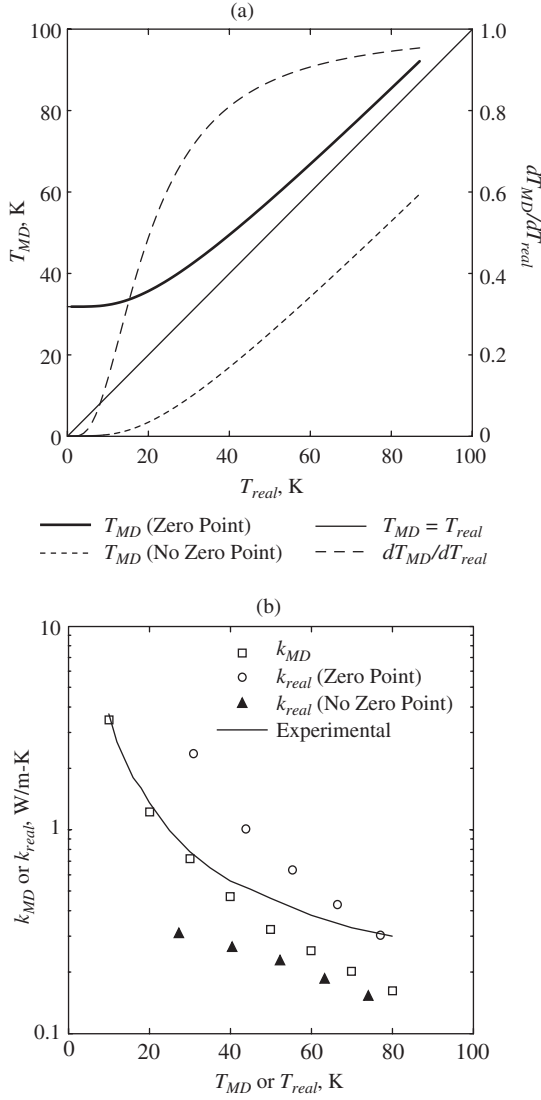 (a)
100
1.0
80
0.8
60
0.6
T_MD, K
dT_MD/dT_real
40
0.4
20
0.2
0
0
0 20 40 60 80 100
T_real, K
T_MD (Zero Point)
T_MD = T_real
T_MD (No Zero Point)
dT_MD/dT_real
(b)
10
k_MD
k_real (Zero Point)
k_real (No Zero Point)
Experimental
k_MD or k_real, W/m-K
1
0.1
0 20 40 60 80 100
T_MD or T_real, K